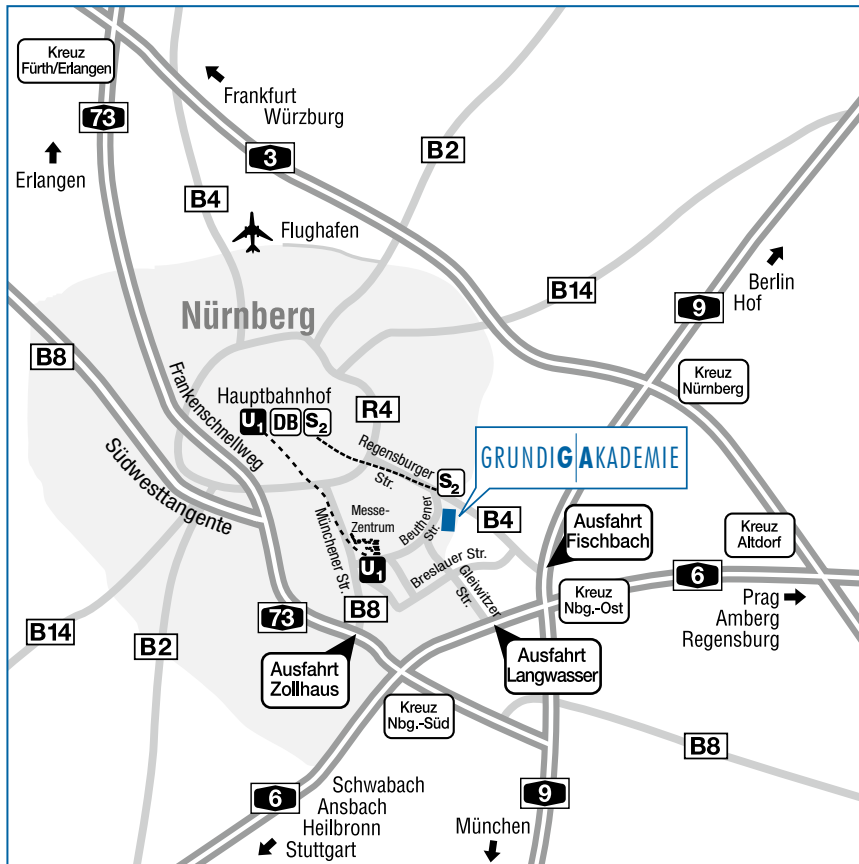 Kreuz
Fürth/Erlangen
73
Erlangen
Frankfurt
Würzburg
3
B2
B4
Flughafen
Berlin
Hof
B14
9
Nürnberg
B8
Kreuz
Nürnberg
Frankenschnellweg
Hauptbahnhof
U1 DB S2
R4
Regensburger
Str.
S2
GRUNDIG AKADEMIE
Südwesttangente
Münchener Str.
Messe-
Zentrum
Beuthener
Str.
B4
Ausfahrt
Fischbach
Kreuz
Altdorf
U1
Breslauer Str.
Gleiwitzer
Str.
6
B8
Kreuz
Nbg.-Ost
Prag
Amberg
Regensburg
73
B14
B2
Ausfahrt
Zollhaus
Ausfahrt
Langwasser
Kreuz
Nbg.-Süd
B8
6
Schwabach
Ansbach
Heilbronn
Stuttgart
München
9